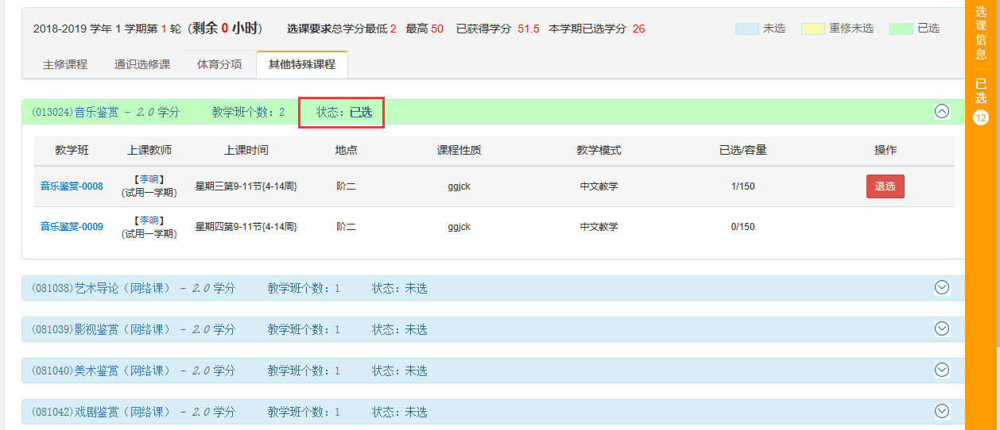 2018-2019 学年 1 学期第 1 轮（剩余 0 小时） 选课要求总学分最低 2 最高 50 已获得学分 51.5 本学期已选学分 26 未选 重修未选 已选
主修课程 通识选修课 体育分项 其他特殊课程
(013024)音乐鉴赏 - 2.0 学分 教学班个数：2 状态：已选
教学班 上课教师 上课时间 地点 课程性质 教学模式 已选/容量 操作
音乐鉴赏-0008 【李响】 (试用一学期) 星期三第9-11节{4-14周} 阶二 ggjck 中文教学 1/150 退选
音乐鉴赏-0009 【李响】 (试用一学期) 星期四第9-11节{4-14周} 阶二 ggjck 中文教学 0/150
(081038)艺术导论（网络课） - 2.0 学分 教学班个数：1 状态：未选
(081039)影视鉴赏（网络课） - 2.0 学分 教学班个数：1 状态：未选
(081040)美术鉴赏（网络课） - 2.0 学分 教学班个数：1 状态：未选
(081042)戏剧鉴赏（网络课） - 2.0 学分 教学班个数：1 状态：未选
选课信息
已选
12